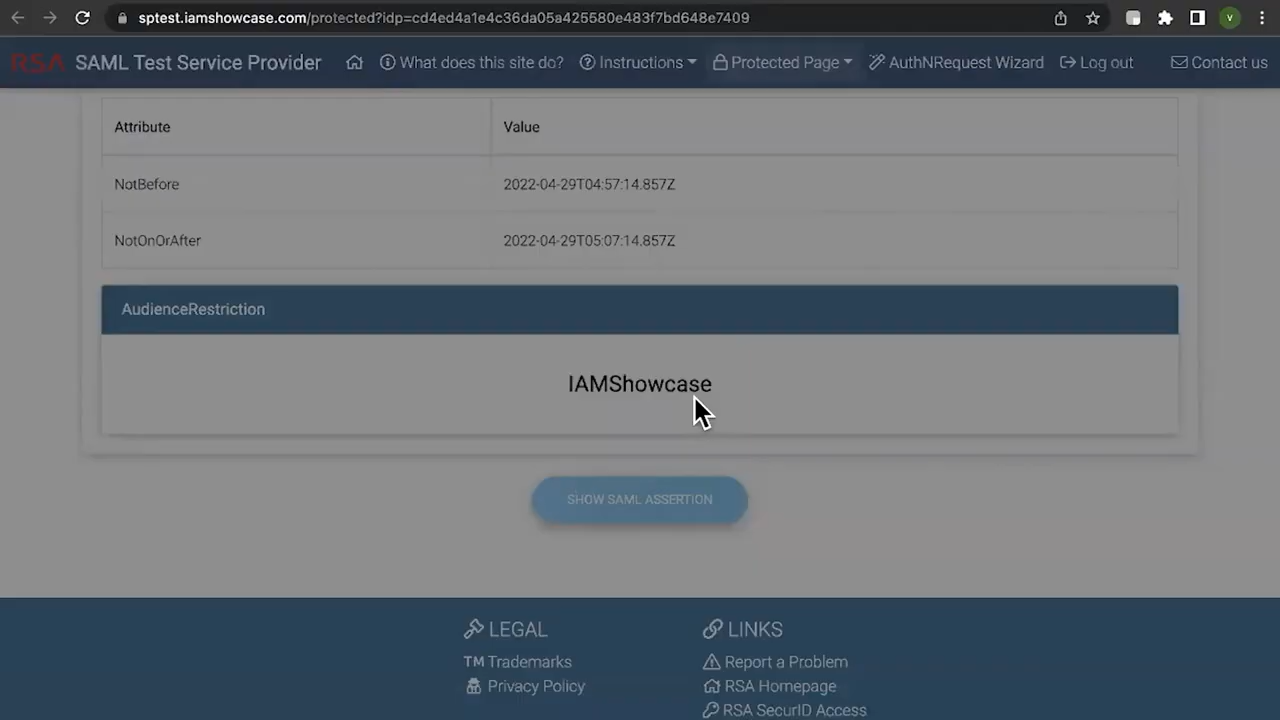 sptest.iamshowcase.com/protected?idp=cd4ed4a1e4c36da05a425580e483f7bd648e7409
V
RSA SAML Test Service Provider What does this site do? Instructions Protected Page AuthNRequest Wizard Log out Contact us
Attribute Value
NotBefore 2022-04-29T04:57:14.857Z
NotOnOrAfter 2022-04-29T05:07:14.857Z
AudienceRestriction
IAMShowcase
SHOW SAML ASSERTION
LEGAL
TM Trademarks
Privacy Policy
LINKS
Report a Problem
RSA Homepage
RSA SecurID Access